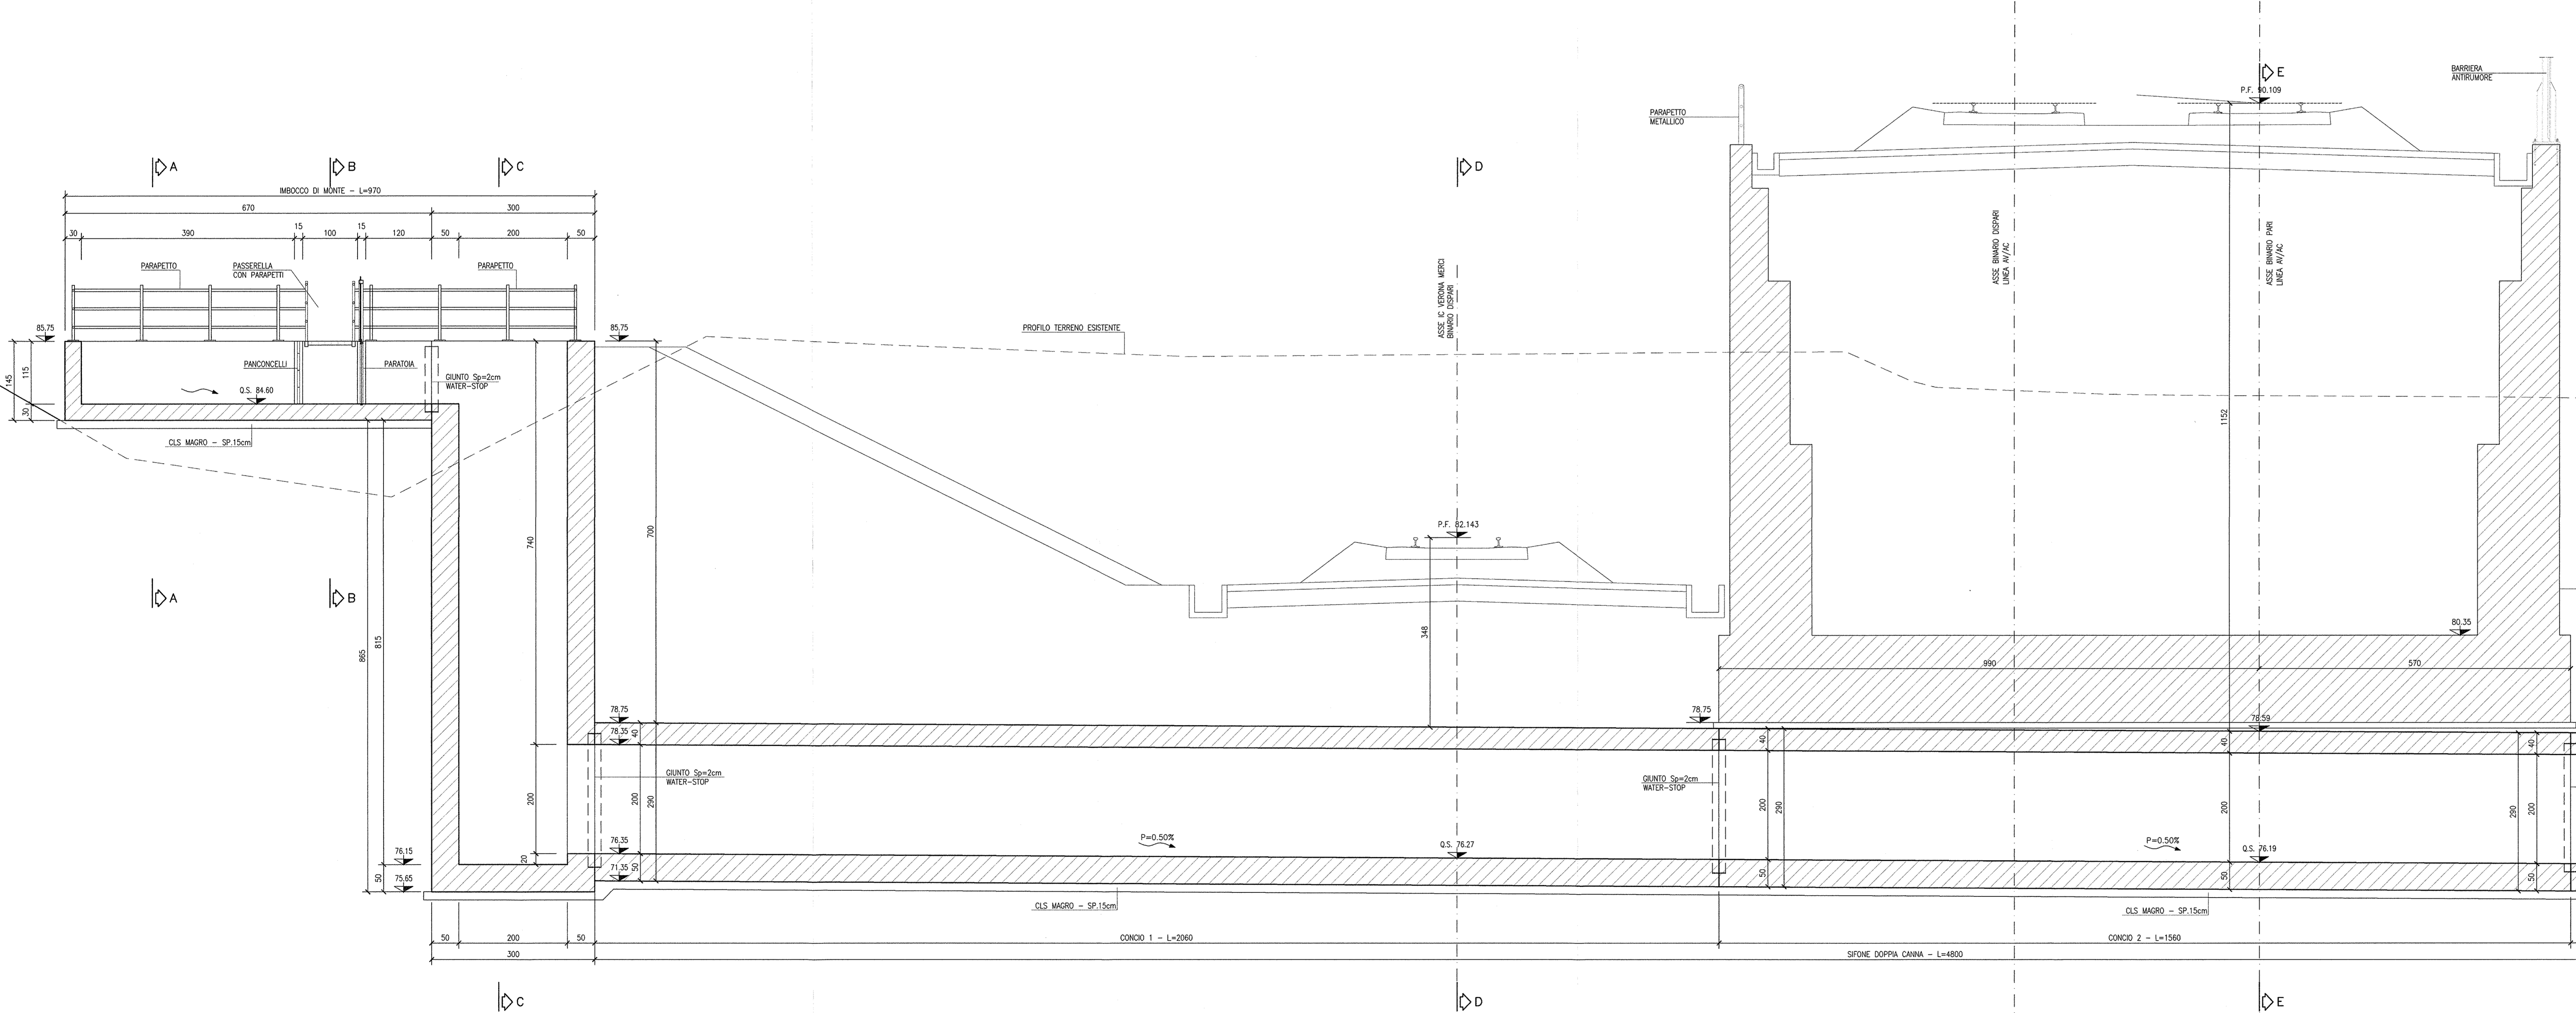 E
P.F. 90.109
BARRIERA
ANTIRUMORE
PARAPETTO
METALLICO
A
B
C
D
IMBOCCO DI MONTE - L=970
670
300
30
390
15
100
15
120
50
200
50
PARAPETTO
PASSERELLA
CON PARAPETTI
PARAPETTO
ASSE IC VERONA MERCI
BINARIO DISPARI
ASSE BINARIO DISPARI
LINEA AV/AC
ASSE BINARIO PARI
LINEA AV/AC
85.75
85.75
PROFILO TERRENO ESISTENTE
145
115
30
PANCONCELLI
PARATOIA
GIUNTO Sp=2cm
WATER-STOP
Q.S. 84.60
CLS MAGRO - SP.15cm
1152
740
700
P.F. 82.143
A
B
865
815
348
80.35
990
570
78.75
78.35
40
78.75
78.59
40
40
40
GIUNTO Sp=2cm
WATER-STOP
GIUNTO Sp=2cm
WATER-STOP
200
200
290
200
290
200
290
200
P=0.50%
P=0.50%
76.15
20
76.35
Q.S. 76.27
Q.S. 76.19
50
75.65
71.35
50
50
50
50
CLS MAGRO - SP.15cm
CLS MAGRO - SP.15cm
50
200
50
CONCIO 1 - L=2060
CONCIO 2 - L=1560
300
SIFONE DOPPIA CANNA - L=4800
C
D
E